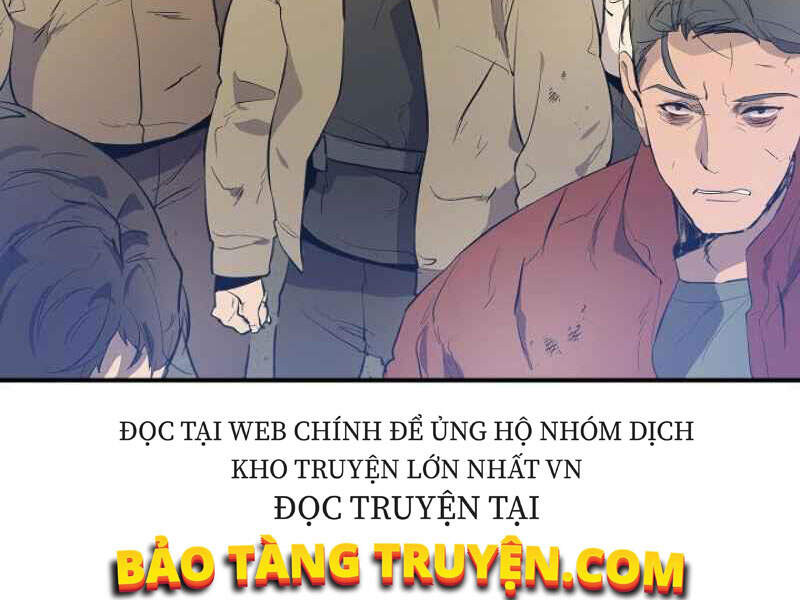 ĐỌC TẠI WEB CHÍNH ĐỂ ỦNG HỘ NHÓM DỊCH
KHO TRUYỆN LỚN NHẤT VN
ĐỌC TRUYỆN TẠI
BẢO TÀNG TRUYỆN.COM